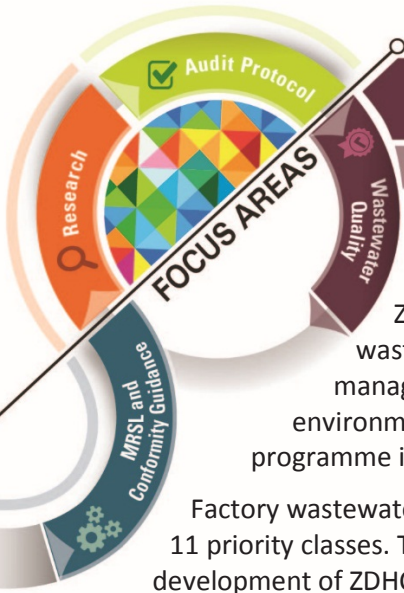 Audit Protocol
Research
FOCUS AREAS
Wastewater
Quality
MRSL and
Conformity Guidance
wast
manag
environm
programme i
Factory wastewate
11 priority classes. T
development of ZDHC